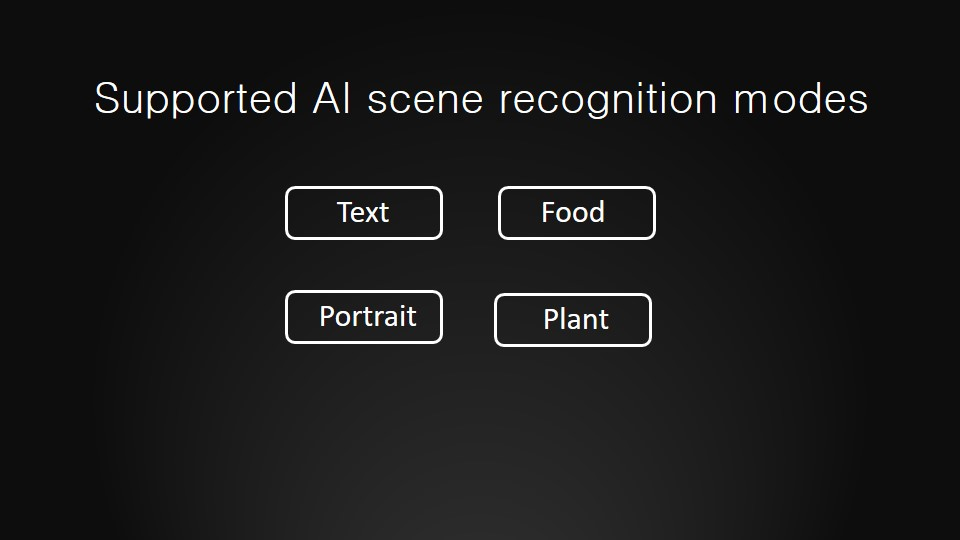 Supported AI scene recognition modes
Text
Food
Portrait
Plant